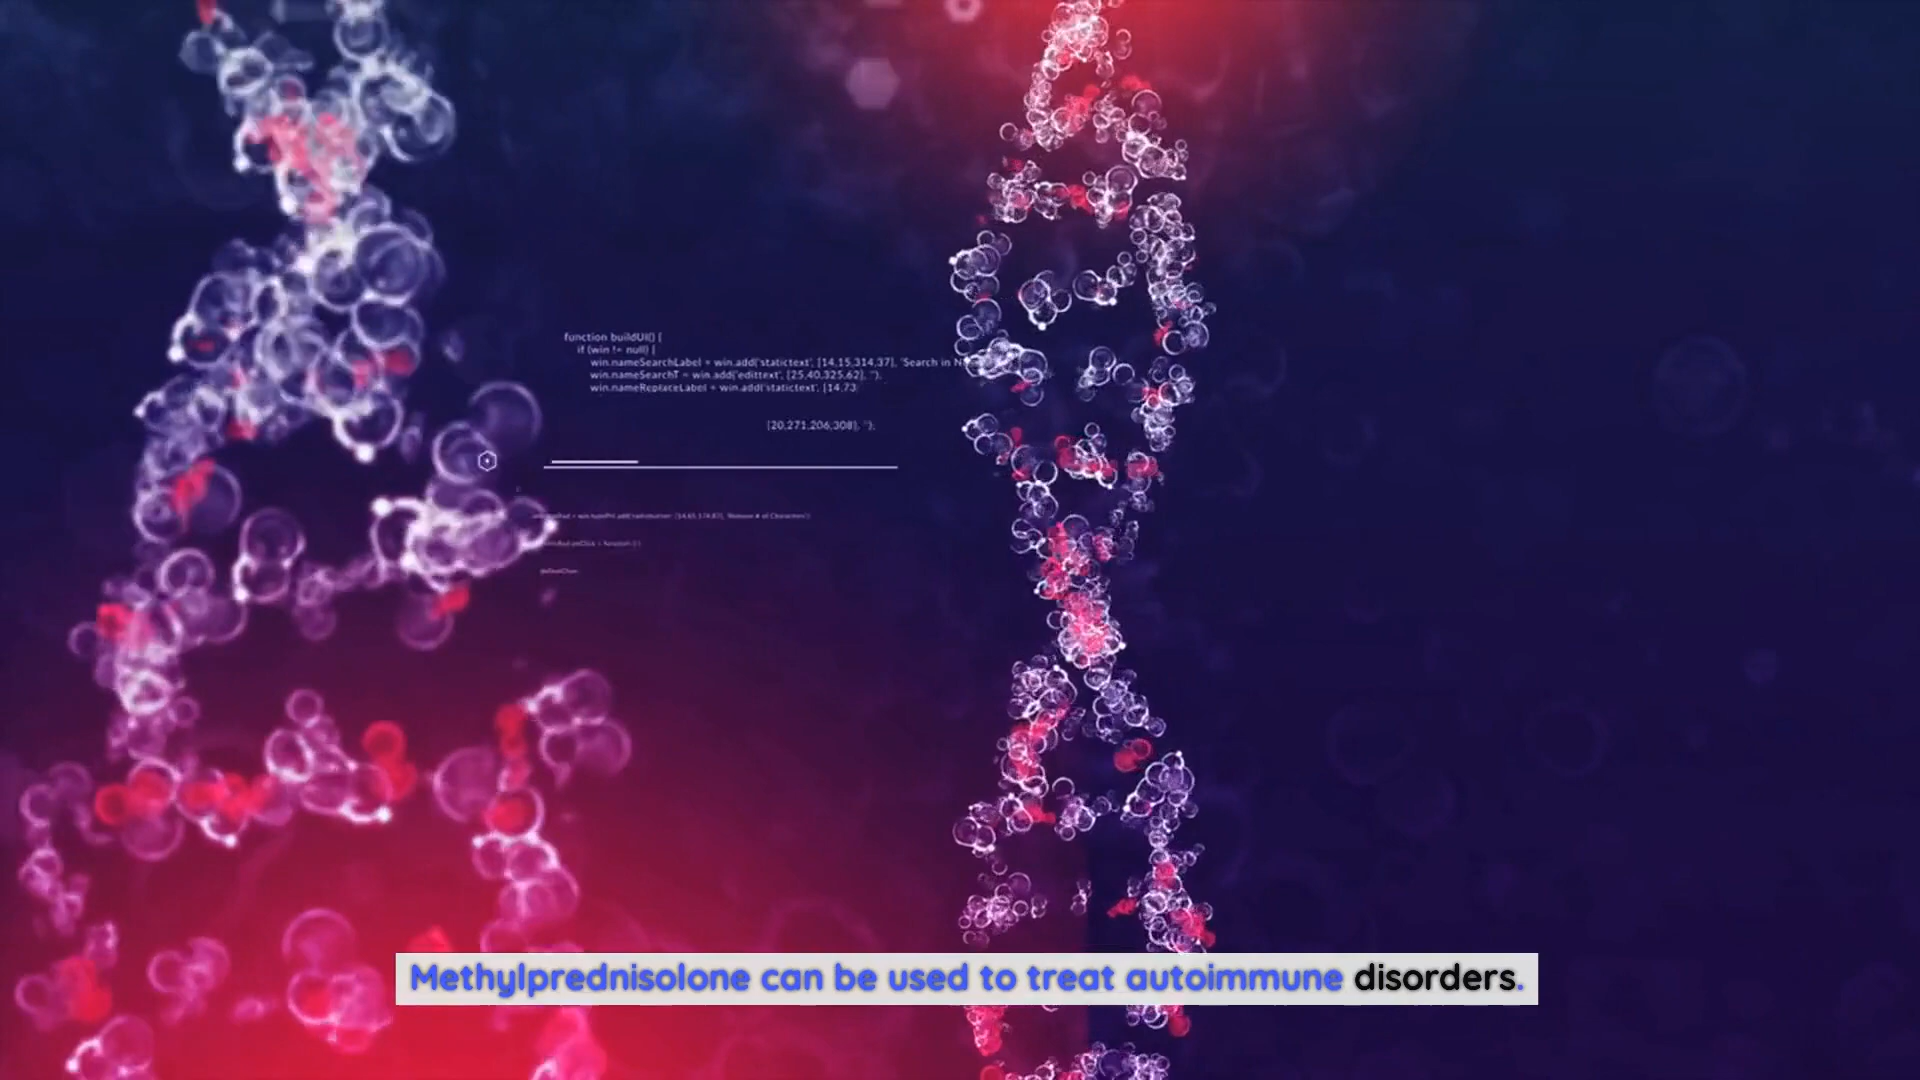 function buildUI() {
if (win != null) {
win.nameSearchLabel = win.add('statictext', [14,15,314,37], 'Search in N
win.nameSearchT = win.add('edittext', [25,40,325,62], '');
win.nameReplaceLabel = win.add('statictext', [14,73
[20,271,206,308], '');
Methylprednisolone can be used to treat autoimmune disorders.